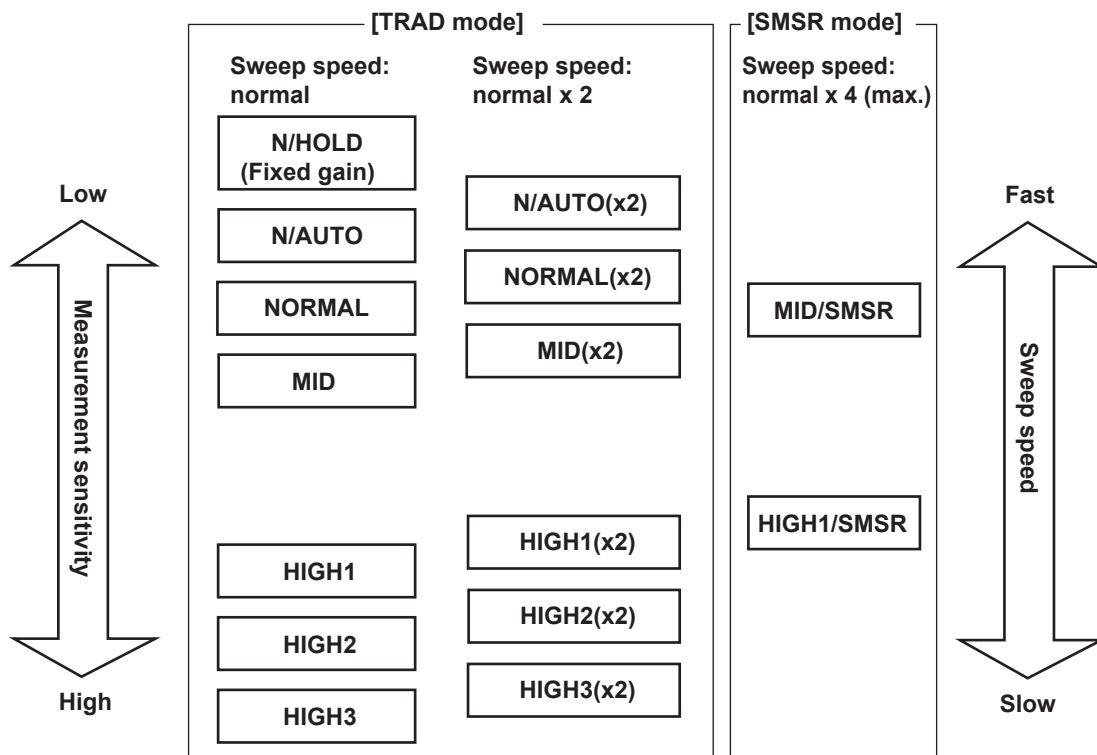 [TRAD mode]
[SMSR mode]
Sweep speed:
normal
Sweep speed:
normal x 2
Sweep speed:
normal x 4 (max.)
Low
Measurement sensitivity
High
N/HOLD
(Fixed gain)
N/AUTO
NORMAL
MID
HIGH1
HIGH2
HIGH3
N/AUTO(x2)
NORMAL(x2)
MID(x2)
HIGH1(x2)
HIGH2(x2)
HIGH3(x2)
MID/SMSR
HIGH1/SMSR
Fast
Sweep speed
Slow